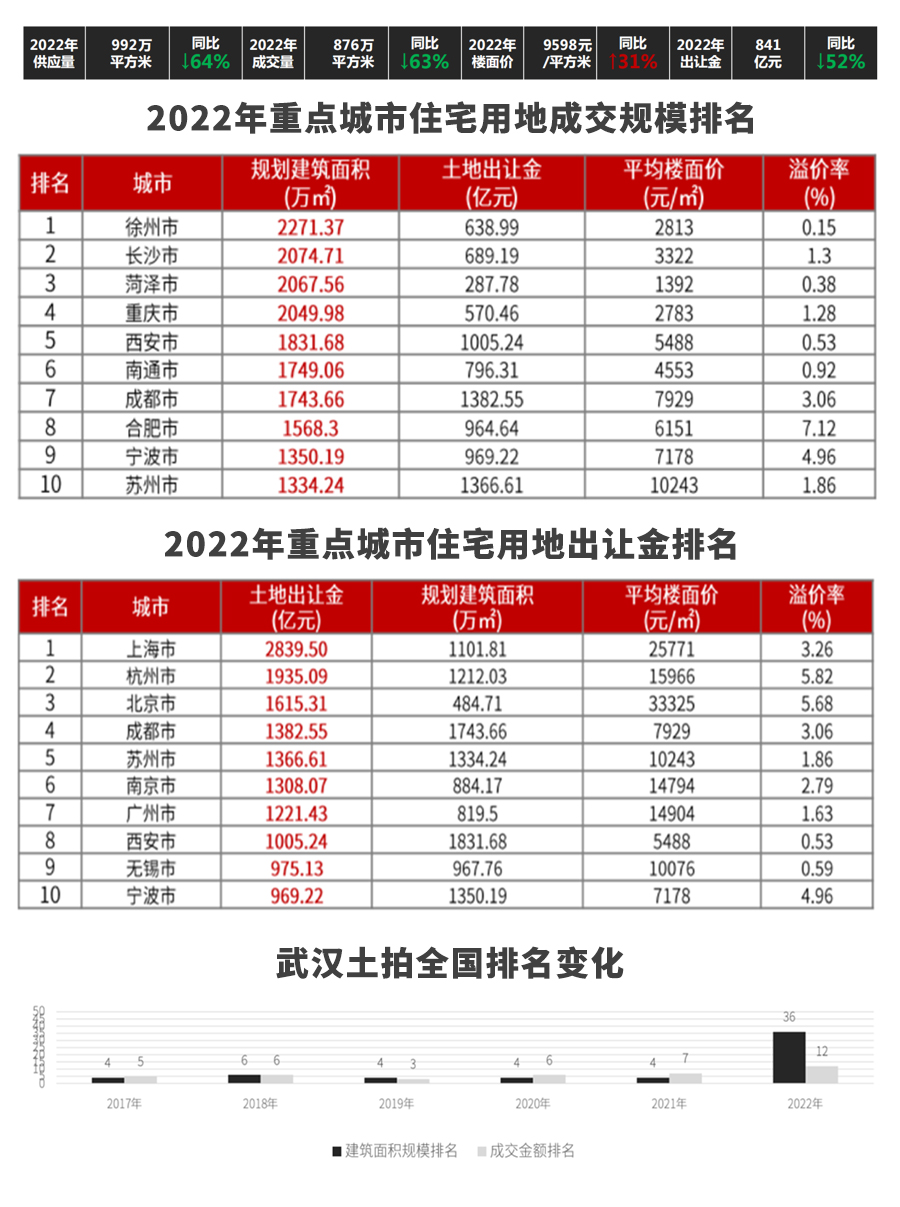 2022年 992万 同比 2022年 876万 同比 2022年 9598元 同比 2022年 841 同比
供应量 平方米 ↓64% 成交量 平方米 ↓63% 楼面价 /平方米 ↑31% 出让金 亿元 ↓52%
2022年重点城市住宅用地成交规模排名
排名 城市 规划建筑面积 土地出让金 平均楼面价 溢价率
(万㎡) (亿元) (元/㎡) (%)
1 徐州市 2271.37 638.99 2813 0.15
2 长沙市 2074.71 689.19 3322 1.3
3 菏泽市 2067.56 287.78 1392 0.38
4 重庆市 2049.98 570.46 2783 1.28
5 西安市 1831.68 1005.24 5488 0.53
6 南通市 1749.06 796.31 4553 0.92
7 成都市 1743.66 1382.55 7929 3.06
8 合肥市 1568.3 964.64 6151 7.12
9 宁波市 1350.19 969.22 7178 4.96
10 苏州市 1334.24 1366.61 10243 1.86
2022年重点城市住宅用地出让金排名
排名 城市 土地出让金 规划建筑面积 平均楼面价 溢价率
(亿元) (万㎡) (元/㎡) (%)
1 上海市 2839.50 1101.81 25771 3.26
2 杭州市 1935.09 1212.03 15966 5.82
3 北京市 1615.31 484.71 33325 5.68
4 成都市 1382.55 1743.66 7929 3.06
5 苏州市 1366.61 1334.24 10243 1.86
6 南京市 1308.07 884.17 14794 2.79
7 广州市 1221.43 819.5 14904 1.63
8 西安市 1005.24 1831.68 5488 0.53
9 无锡市 975.13 967.76 10076 0.59
10 宁波市 969.22 1350.19 7178 4.96
武汉土拍全国排名变化
50
45
40
35
30
25
20
15
10
5
0
4 5 6 6 4 3 4 6 4 7 36 12
2017年 2018年 2019年 2020年 2021年 2022年
建筑面积规模排名 成交金额排名